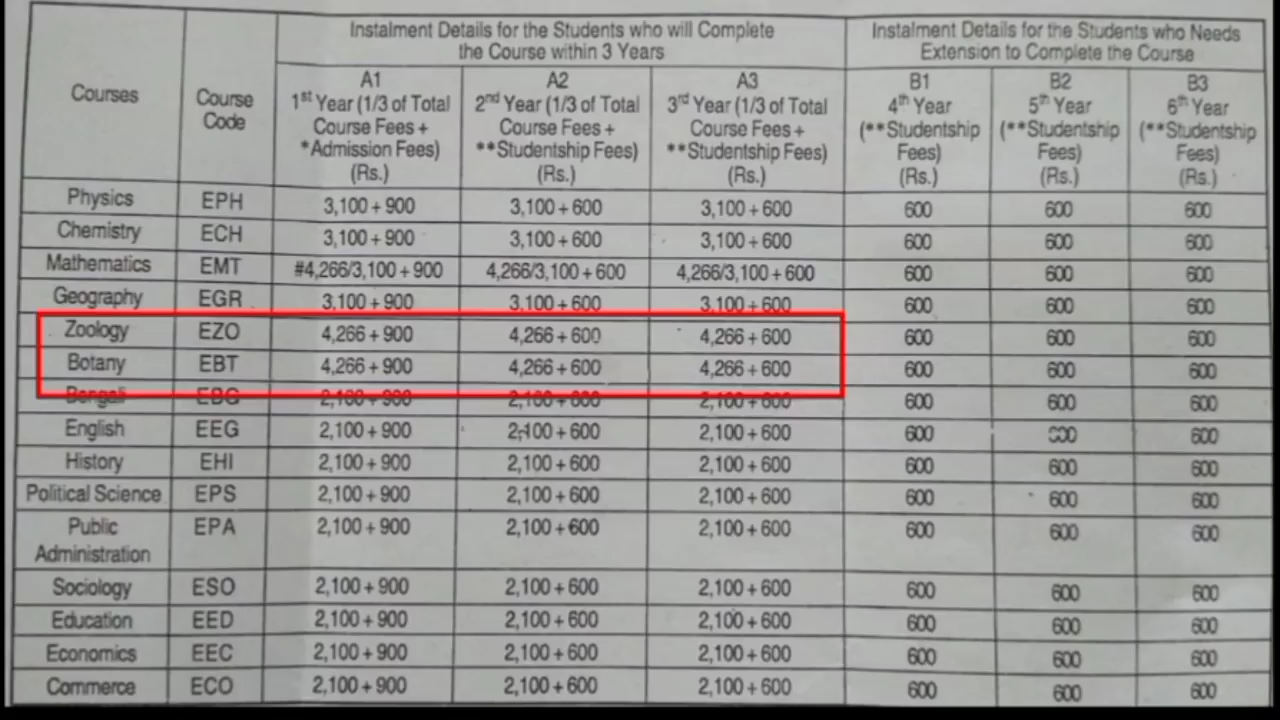 Instalment Details for the Students who will Complete
the Course within 3 Years
Instalment Details for the Students who Needs
Extension to Complete the Course
Courses
Course
Code
A1
1st Year (1/3 of Total
Course Fees +
*Admission Fees)
(Rs.)
A2
2nd Year (1/3 of Total
Course Fees +
**Studentship Fees)
(Rs.)
A3
3rd Year (1/3 of Total
Course Fees +
**Studentship Fees)
(Rs.)
B1
4th Year
(**Studentship
Fees)
(Rs.)
B2
5th Year
(**Studentship
Fees)
(Rs.)
B3
6th Year
(**Studentship
Fees)
(Rs.)
Physics EPH 3,100+900 3,100+600 3,100+600 600 600 600
Chemistry ECH 3,100+900 3,100+600 3,100+600 600 600 600
Mathematics EMT #4,266/3,100+900 4,266/3,100+600 4,266/3,100+600 600 600 600
Geography EGR 3,100+900 3,100+600 3,100+600 600 600 600
Zoology EZO 4,266+900 4,266+600 4,266+600 600 600 600
Botany EBT 4,266+900 4,266+600 4,266+600 600 600 600
Bengali EBG 2,100+900 2,100+600 2,100+600 600 600 600
English EEG 2,100+900 2,100+600 2,100+600 600 600 600
History EHI 2,100+900 2,100+600 2,100+600 600 600 600
Political Science EPS 2,100+900 2,100+600 2,100+600 600 600 600
Public EPA 2,100+900 2,100+600 2,100+600 600 600 600
Administration
Sociology ESO 2,100+900 2,100+600 2,100+600 600 600 600
Education EED 2,100+900 2,100+600 2,100+600 600 600 600
Economics EEC 2,100+900 2,100+600 2,100+600 600 600 600
Commerce ECO 2,100+900 2,100+600 2,100+600 600 600 600